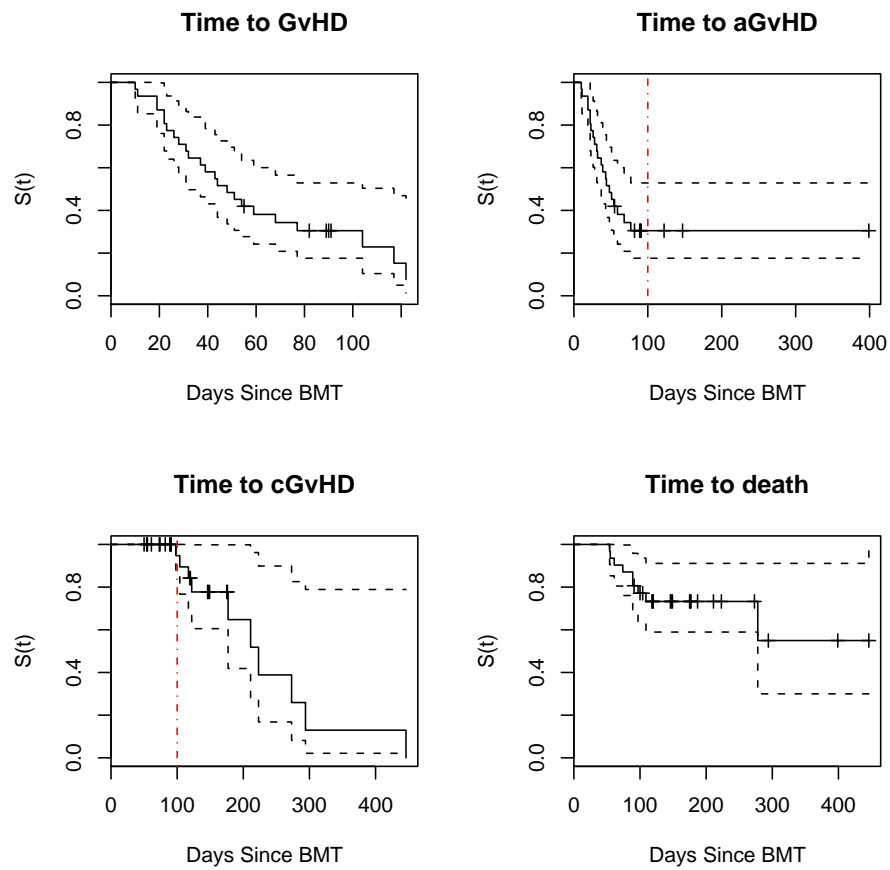 Time to GvHD
S(t)
0.0 0.4 0.8
0 20 40 60 80 100
Days Since BMT
Time to aGvHD
S(t)
0.0 0.4 0.8
0 100 200 300 400
Days Since BMT
Time to cGvHD
S(t)
0.0 0.4 0.8
0 100 200 300 400
Days Since BMT
Time to death
S(t)
0.0 0.4 0.8
0 100 200 300 400
Days Since BMT